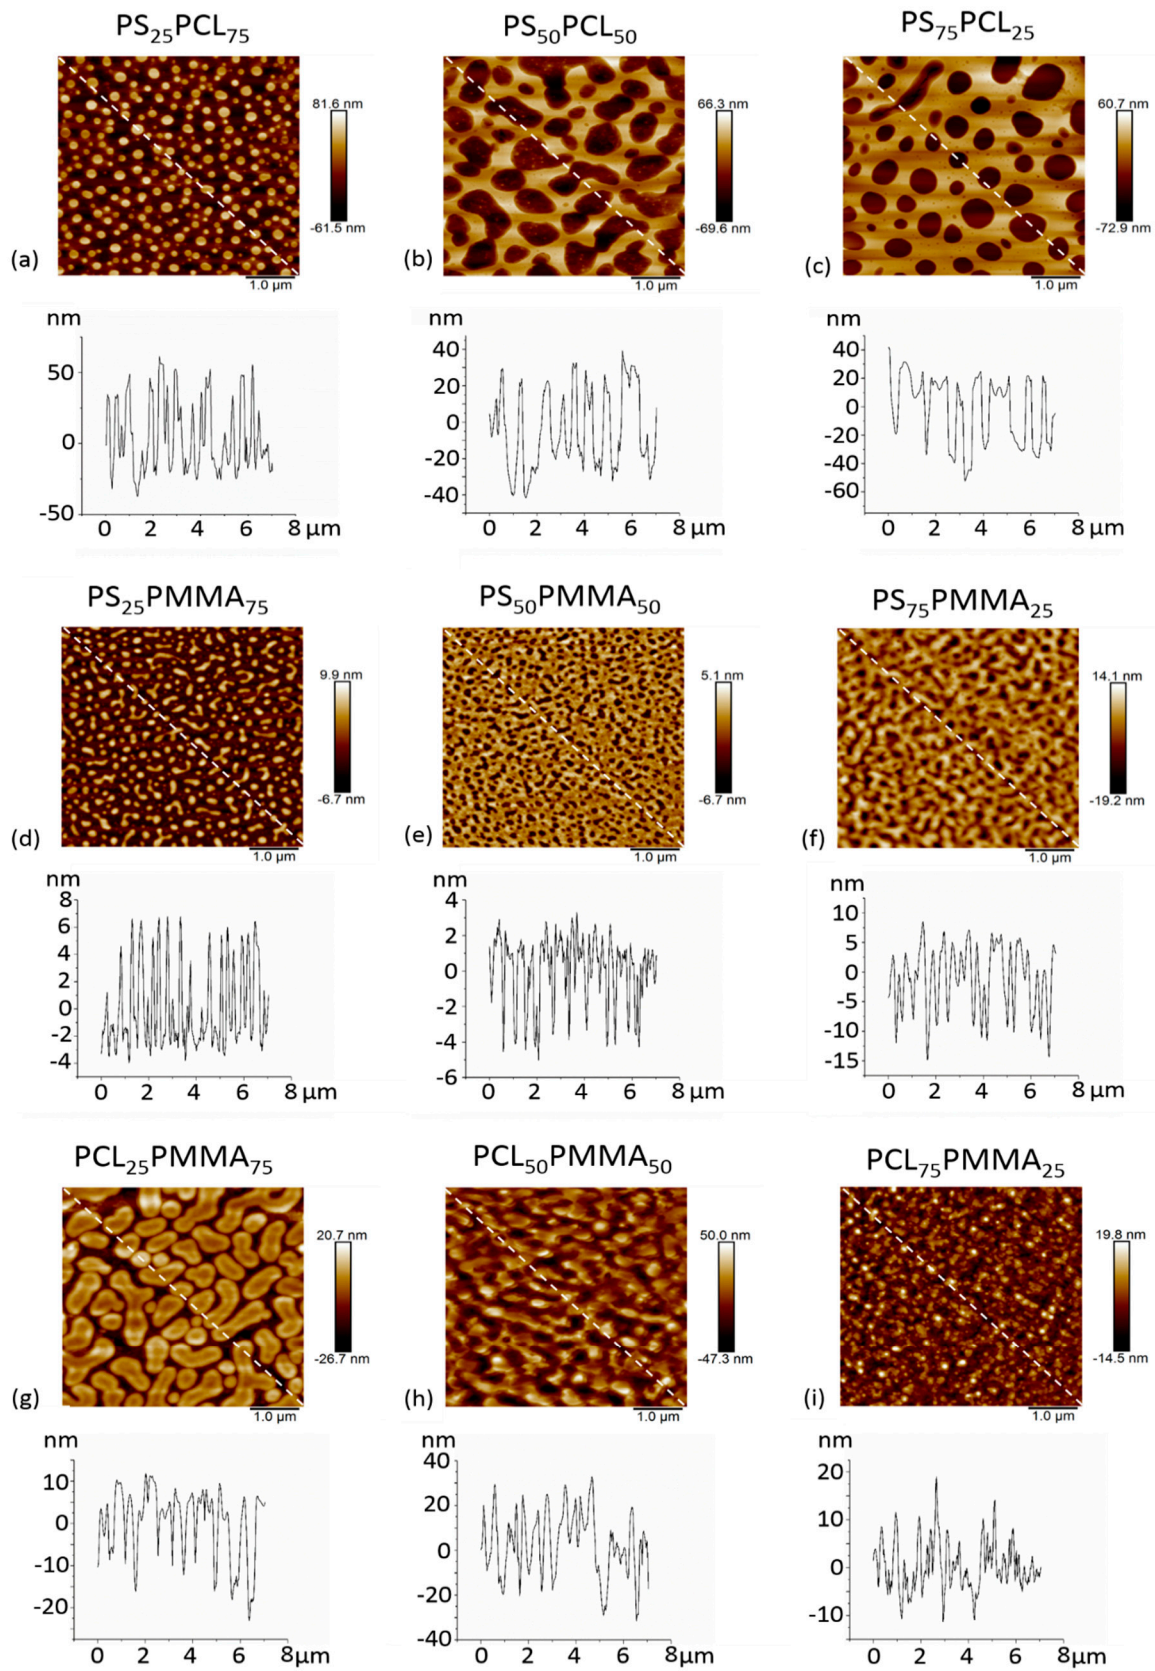 PS25PCL75 PS50PCL50 PS75PCL25
81.6 nm 66.3 nm 60.7 nm
-61.5 nm -69.6 nm -72.9 nm
(a) (b) (c)
1.0 µm 1.0 µm 1.0 µm
nm nm nm
50
0
-50
0 2 4 6 8 µm
40
20
0
-20
-40
0 2 4 6 8 µm
40
20
0
-20
-40
-60
0 2 4 6 8 µm
PS25PMMA75 PS50PMMA50 PS75PMMA25
9.9 nm 5.1 nm 14.1 nm
-6.7 nm -6.7 nm -19.2 nm
(d) (e) (f)
1.0 µm 1.0 µm 1.0 µm
nm nm nm
8
6
4
2
0
-2
-4
0 2 4 6 8 µm
4
2
0
-2
-4
-6
0 2 4 6 8 µm
10
5
0
-5
-10
-15
0 2 4 6 8 µm
PCL25PMMA75 PCL50PMMA50 PCL75PMMA25
20.7 nm 50.0 nm 19.8 nm
-26.7 nm -47.3 nm -14.5 nm
(g) (h) (i)
1.0 µm 1.0 µm 1.0 µm
nm nm nm
10
0
-10
-20
0 2 4 6 8 µm
40
20
0
-20
-40
0 2 4 6 8 µm
20
10
0
-10
0 2 4 6 8 µm